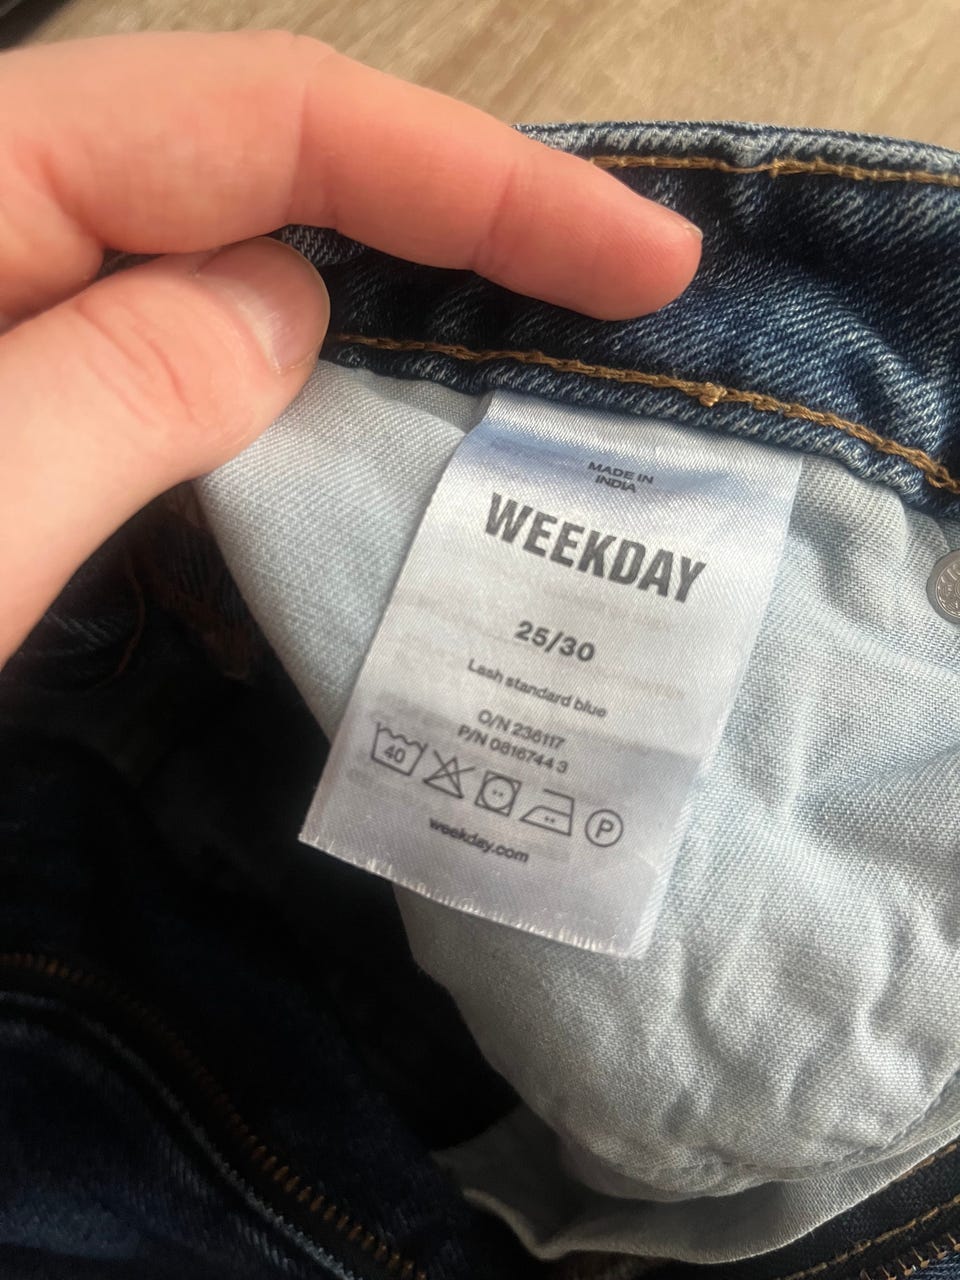 MADE IN
INDIA
WEEKDAY
25/30
Lash standard blue
O/N 236117
P/N 0816744 3
40
P
weekday.com